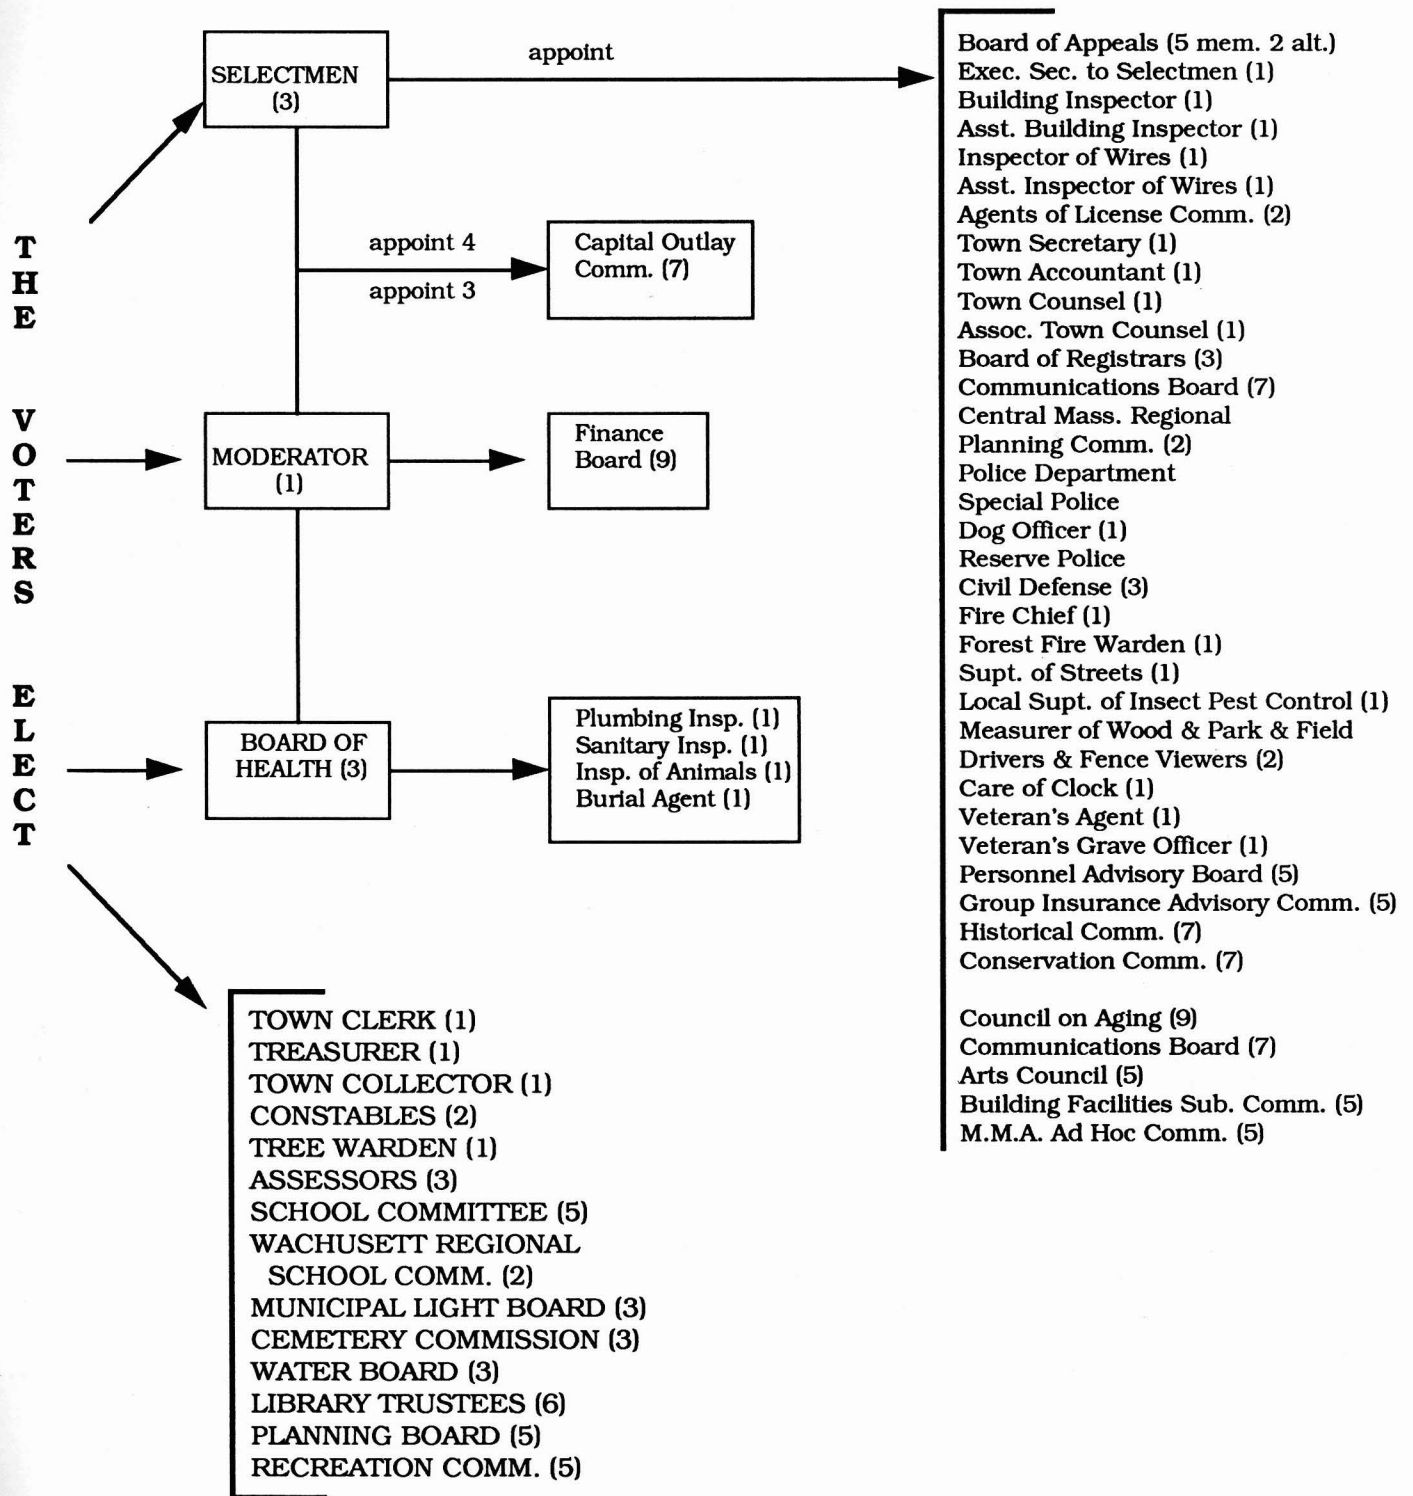 THE
VOTERS
ELECT
SELECTMEN
(3)
appoint
appoint 4
appoint 3
Capital Outlay
Comm. (7)
MODERATOR
(1)
Finance
Board (9)
BOARD OF
HEALTH (3)
Plumbing Insp. (1)
Sanitary Insp. (1)
Insp. of Animals (1)
Burial Agent (1)
TOWN CLERK (1)
TREASURER (1)
TOWN COLLECTOR (1)
CONSTABLES (2)
TREE WARDEN (1)
ASSESSORS (3)
SCHOOL COMMITTEE (5)
WACHUSETT REGIONAL
SCHOOL COMM. (2)
MUNICIPAL LIGHT BOARD (3)
CEMETERY COMMISSION (3)
WATER BOARD (3)
LIBRARY TRUSTEES (6)
PLANNING BOARD (5)
RECREATION COMM. (5)
Board of Appeals (5 mem. 2 alt.)
Exec. Sec. to Selectmen (1)
Building Inspector (1)
Asst. Building Inspector (1)
Inspector of Wires (1)
Asst. Inspector of Wires (1)
Agents of License Comm. (2)
Town Secretary (1)
Town Accountant (1)
Town Counsel (1)
Assoc. Town Counsel (1)
Board of Registrars (3)
Communications Board (7)
Central Mass. Regional
Planning Comm. (2)
Police Department
Special Police
Dog Officer (1)
Reserve Police
Civil Defense (3)
Fire Chief (1)
Forest Fire Warden (1)
Supt. of Streets (1)
Local Supt. of Insect Pest Control (1)
Measurer of Wood & Park & Field
Drivers & Fence Viewers (2)
Care of Clock (1)
Veteran's Agent (1)
Veteran's Grave Officer (1)
Personnel Advisory Board (5)
Group Insurance Advisory Comm. (5)
Historical Comm. (7)
Conservation Comm. (7)
Council on Aging (9)
Communications Board (7)
Arts Council (5)
Building Facilities Sub. Comm. (5)
M.M.A. Ad Hoc Comm. (5)